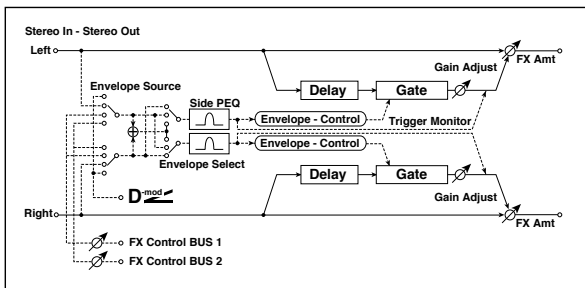 Stereo In - Stereo Out
Left
FX Amt
Gain Adjust
Envelope Source
Side PEQ
Delay
Gate
Envelope - Control
Trigger Monitor
Envelope - Control
Envelope Select
D-mod
Delay
Gate
Gain Adjust
Right
FX Amt
FX Control BUS 1
FX Control BUS 2